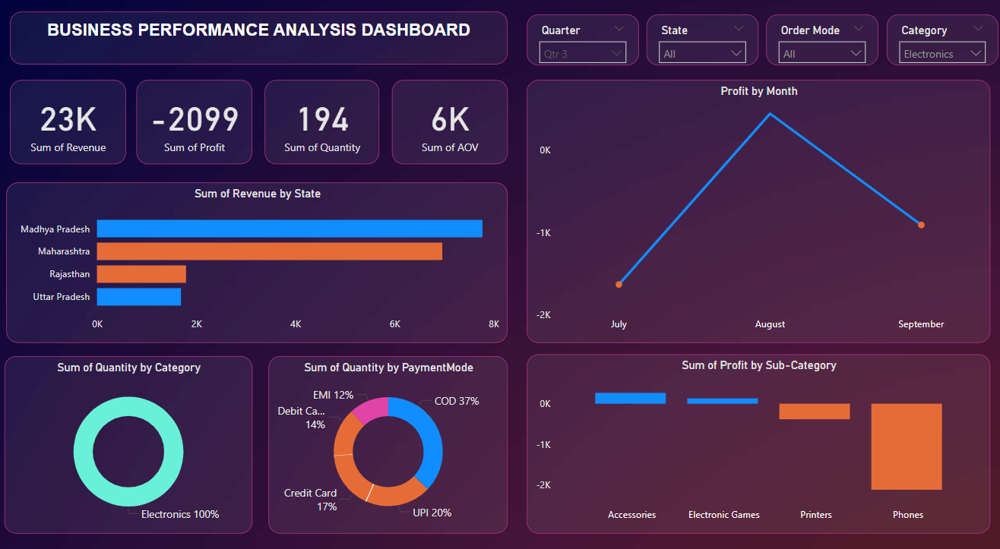 BUSINESS PERFORMANCE ANALYSIS DASHBOARD
Quarter
Qtr 3
State
All
Order Mode
All
Category
Electronics
23K
Sum of Revenue
-2099
Sum of Profit
194
Sum of Quantity
6K
Sum of AOV
Profit by Month
0K
-1K
-2K
July
August
September
Sum of Revenue by State
Madhya Pradesh
Maharashtra
Rajasthan
Uttar Pradesh
0K
2K
4K
6K
8K
Sum of Quantity by Category
Electronics 100%
Sum of Quantity by PaymentMode
EMI 12%
COD 37%
Debit Ca...
14%
Credit Card
17%
UPI 20%
Sum of Profit by Sub-Category
0K
-1K
-2K
Accessories
Electronic Games
Printers
Phones